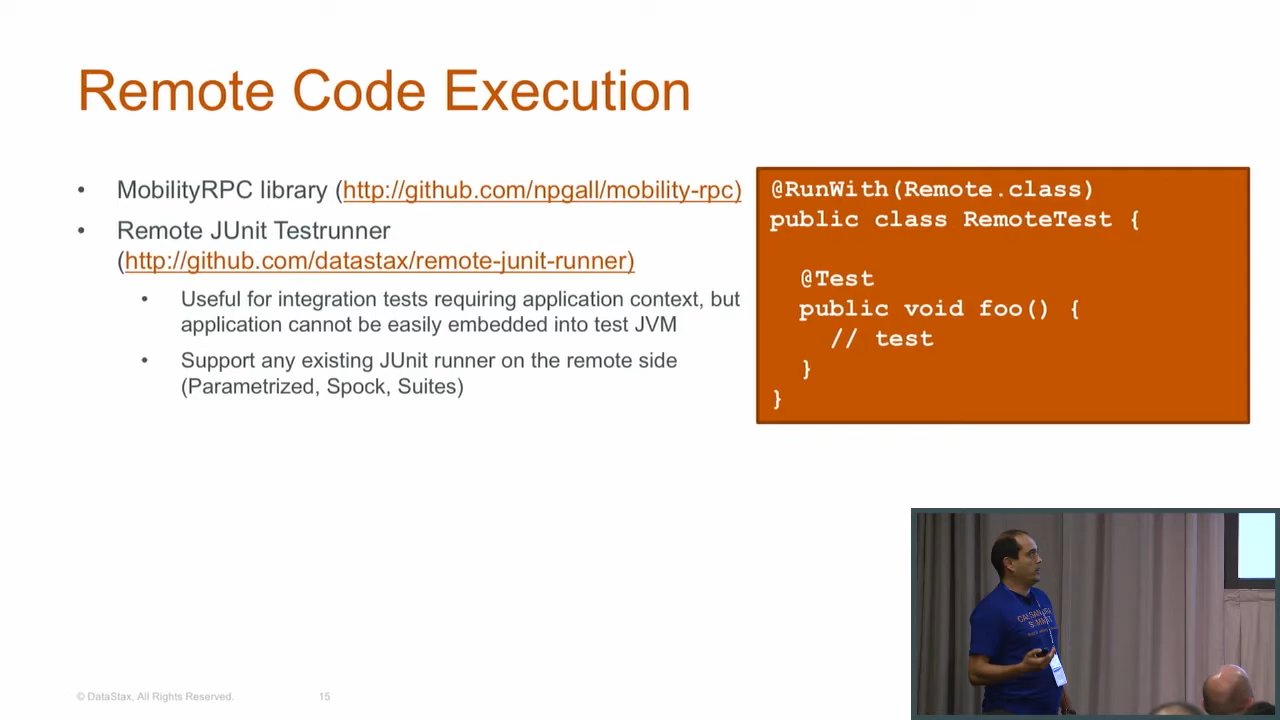 Remote Code Execution
• MobilityRPC library (http://github.com/npgall/mobility-rpc)
• Remote JUnit Testrunner
(http://github.com/datastax/remote-junit-runner)
• Useful for integration tests requiring application context, but
application cannot be easily embedded into test JVM
• Support any existing JUnit runner on the remote side
(Parametrized, Spock, Suites)
@RunWith(Remote.class)
public class RemoteTest {
@Test
public void foo() {
// test
}
}
SUMMIT
© DataStax, All Rights Reserved.
15